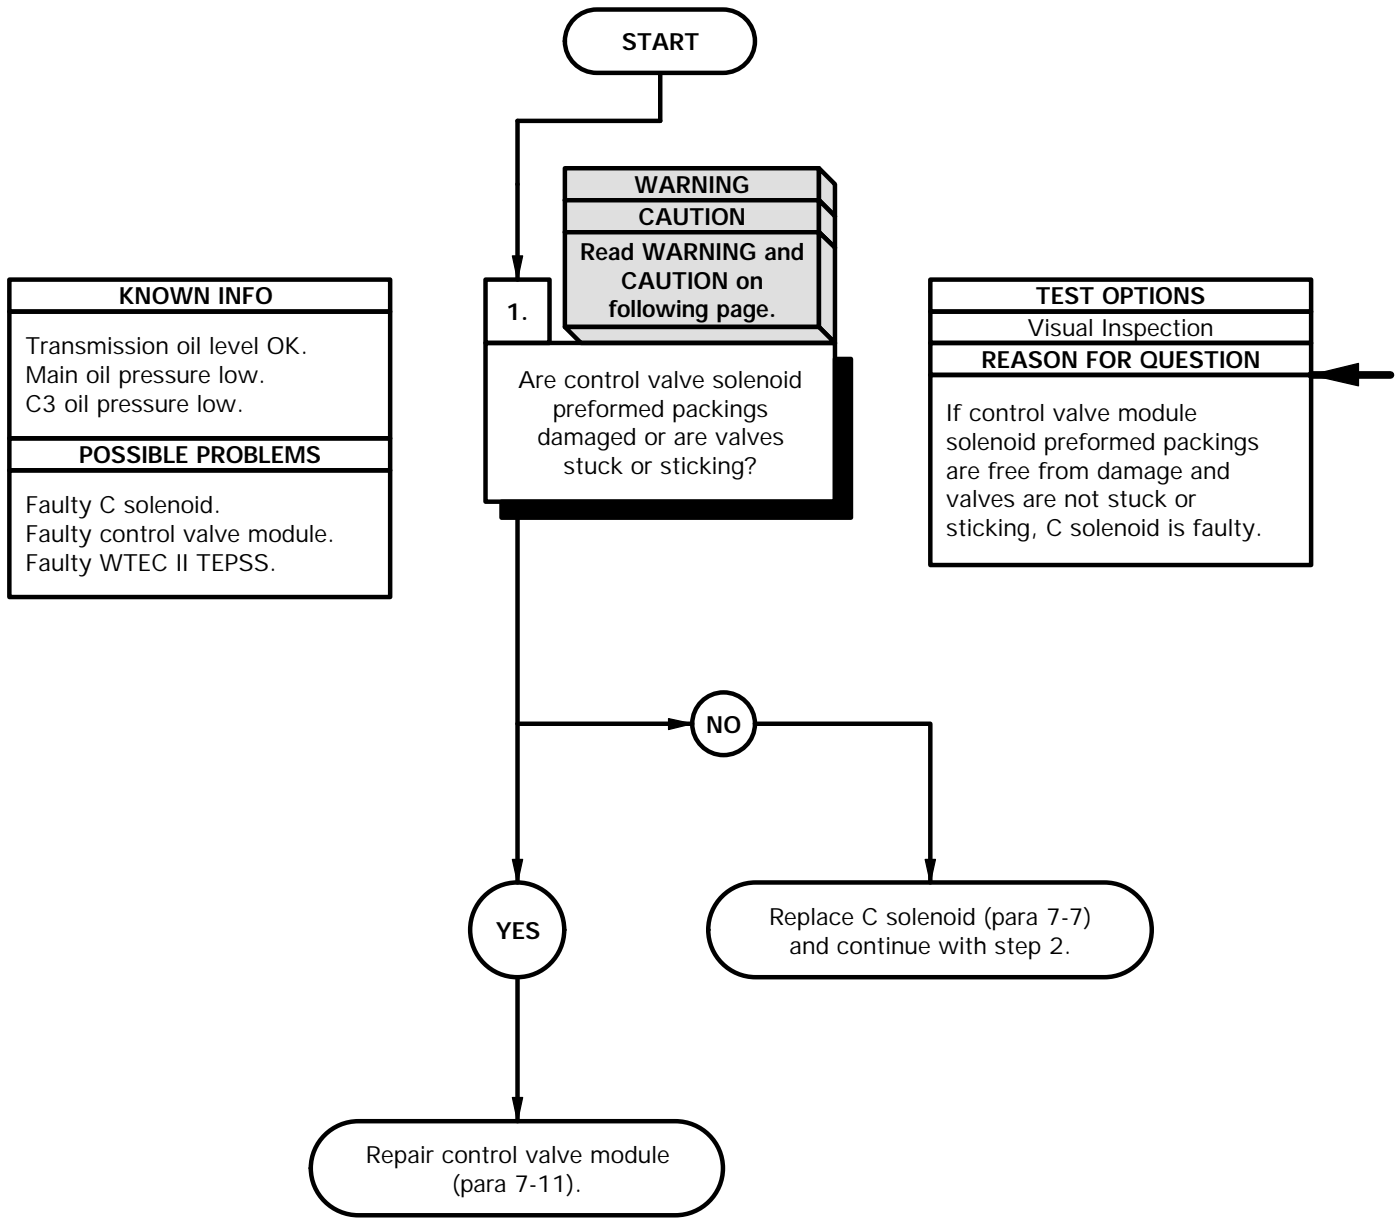 START
WARNING
CAUTION
Read WARNING and
CAUTION on
following page.
KNOWN INFO
Transmission oil level OK.
Main oil pressure low.
C3 oil pressure low.
POSSIBLE PROBLEMS
Faulty C solenoid.
Faulty control valve module.
Faulty WTEC II TEPSS.
1.
Are control valve solenoid
preformed packings
damaged or are valves
stuck or sticking?
TEST OPTIONS
Visual Inspection
REASON FOR QUESTION
If control valve module
solenoid preformed packings
are free from damage and
valves are not stuck or
sticking, C solenoid is faulty.
NO
YES
Replace C solenoid (para 7-7)
and continue with step 2.
Repair control valve module
(para 7-11).